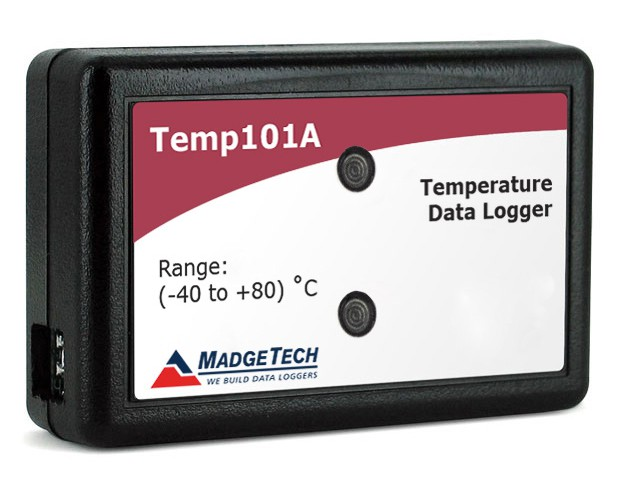 Temp101A
Temperature
Data Logger
Range:
(-40 to +80) °C
MADGETECH
WE BUILD DATA LOGGERS